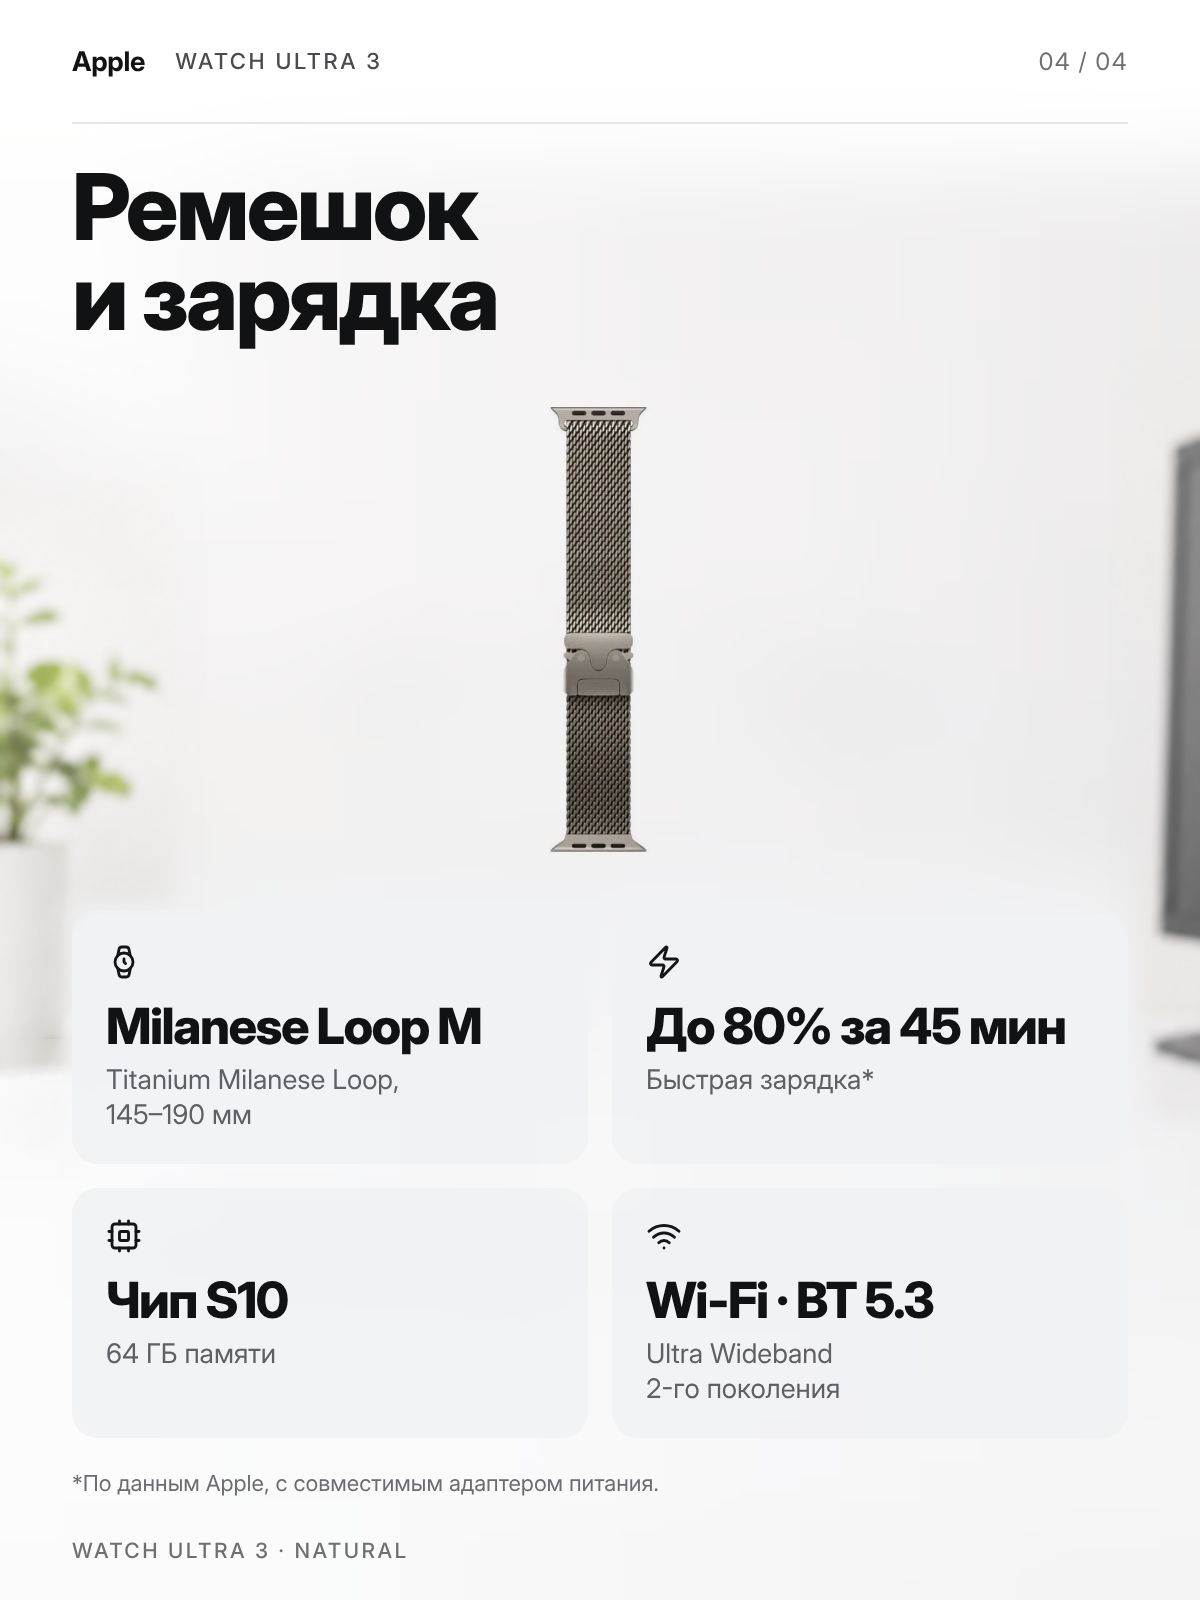 Apple WATCH ULTRA 3 04 / 04
Ремешок
и зарядка
Milanese Loop M
Titanium Milanese Loop,
145–190 мм
До 80% за 45 мин
Быстрая зарядка*
Чип S10
64 ГБ памяти
Wi-Fi · BT 5.3
Ultra Wideband
2-го поколения
*По данным Apple, с совместимым адаптером питания.
WATCH ULTRA 3 · NATURAL